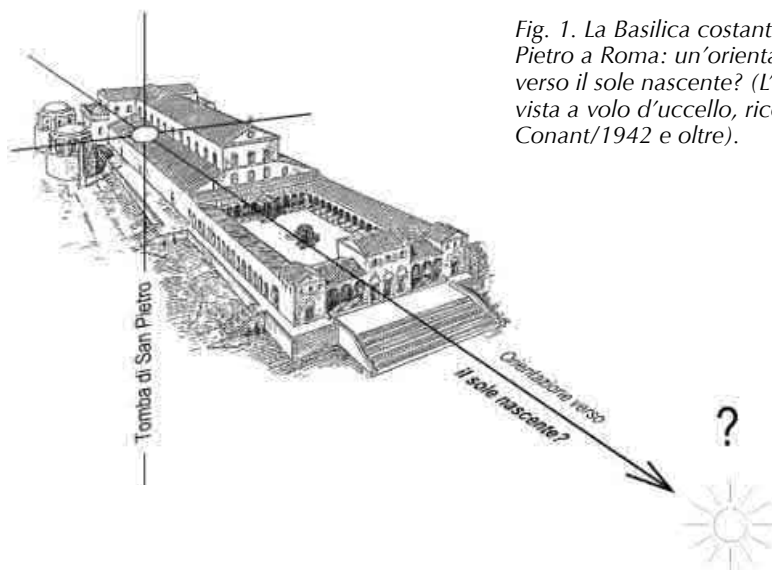 Fig. 1. La Basilica costant
Pietro a Roma: un’orienta
verso il sole nascente? (L’
vista a volo d’uccello, rico
Conant/1942 e oltre).
Tomba di San Pietro
Orientazione verso
il sole nascente?
?